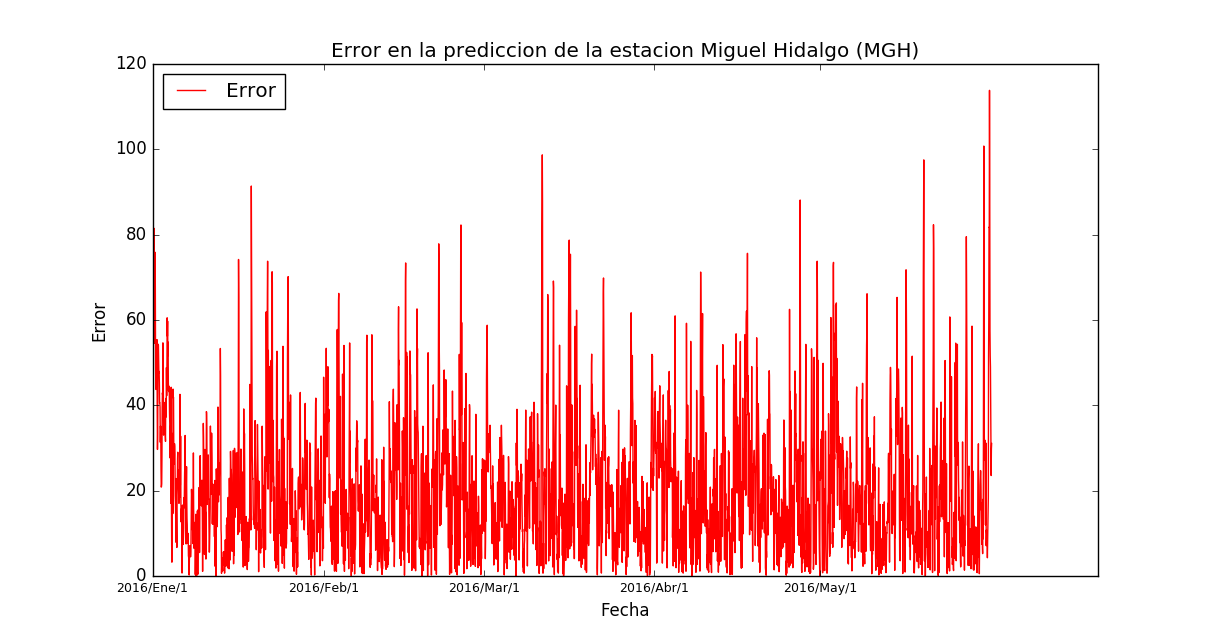 Error en la prediccion de la estacion Miguel Hidalgo (MGH)
120
100
80
60
40
20
0
Error
Error
2016/Ene/1 2016/Feb/1 2016/Mar/1 2016/Abr/1 2016/May/1
Fecha